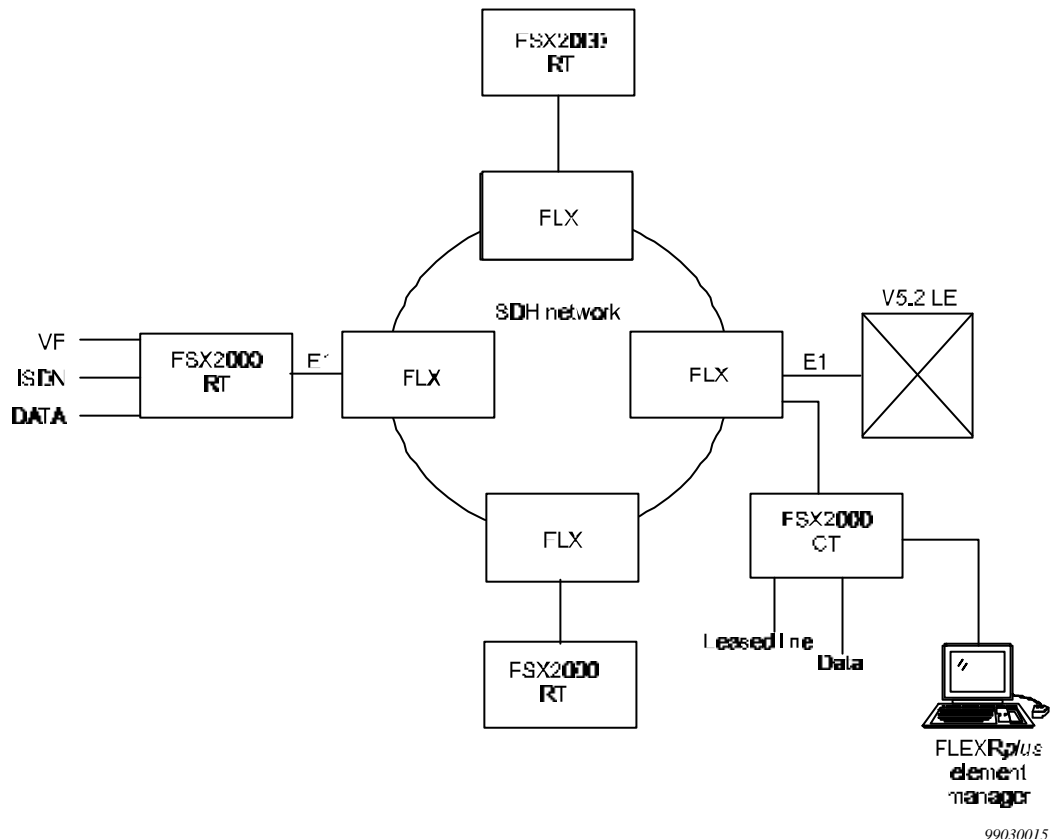 FSX2000
RT
FLX
SDH network
V5.2 LE
VF
ISDN
DATA
FSX2000
RT
E1
FLX
FLX
E1
FLX
FSX2000
CT
Leased line
Data
FSX2000
RT
FLEXRplus
element
manager
99030015